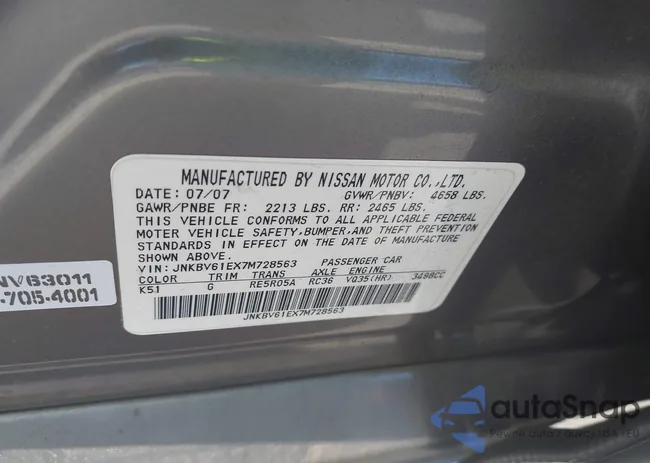 MANUFACTURED BY NISSAN MOTOR CO.,LTD.
DATE: 07/07 GVWR/PNBV: 4658 LBS.
GAWR/PNBE FR: 2213 LBS. RR: 2465 LBS.
THIS VEHICLE CONFORMS TO ALL APPLICABLE FEDERAL
MOTOR VEHICLE SAFETY, BUMPER, AND THEFT PREVENTION
STANDARDS IN EFFECT ON THE DATE OF MANUFACTURE
SHOWN ABOVE.
VIN: JNKBV61EX7M728563 PASSENGER CAR
COLOR TRIM TRANS AXLE ENGINE
K51 G RE5R05A RC36 VQ35(HR) 3498CC
JNKBV61EX7M728563
NV63011
-705-4001
autoSnap